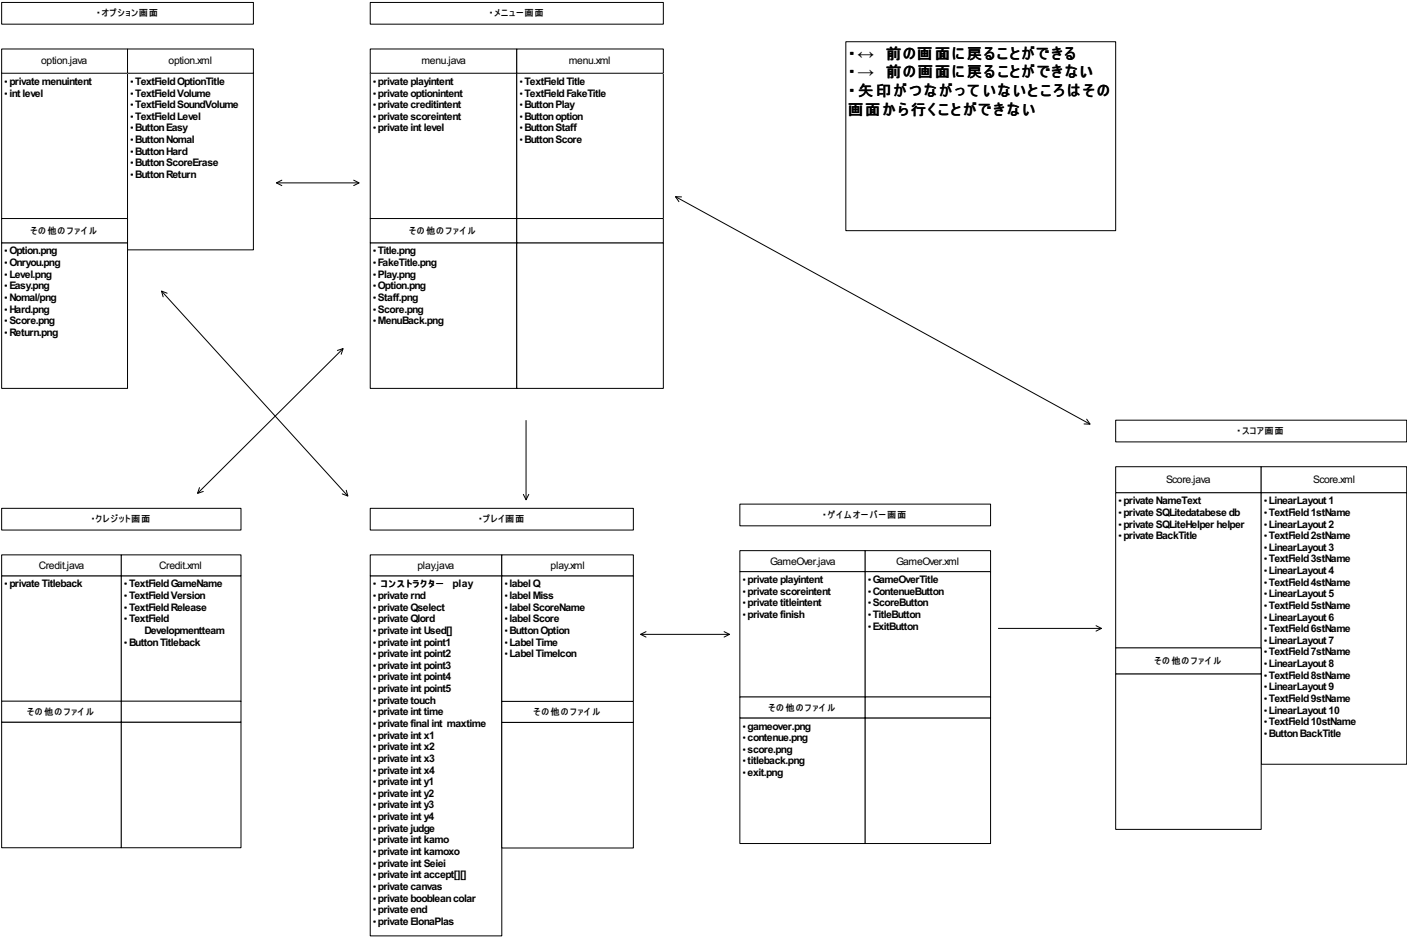 ・オプション画面
option.java
option.xml
・private menuintent
・int level
・TextField OptionTitle
・TextField Volume
・TextField SoundVolume
・TextField Level
・Button Easy
・Button Nomal
・Button Hard
・Button ScoreErase
・Button Return
その他のファイル
・Option.png
・Onryou.png
・Level.png
・Easy.png
・Nomal/png
・Hard.png
・Score.png
・Return.png
・メニュー画面
menu.java
menu.xml
・private playintent
・private optionintent
・private creditintent
・private scoreintent
・private int level
・TextField Title
・TextField FakeTitle
・Button Play
・Button option
・Button Staff
・Button Score
その他のファイル
・Title.png
・FakeTitle.png
・Play.png
・Option.png
・Staff.png
・Score.png
・MenuBack.png
・↔ 前の画面に戻ることができる
・→ 前の画面に戻ることができない
・矢印がつながっていないところはその
画面から行くことができない
・クレジット画面
Credit.java
Credit.xml
・private Titleback
・TextField GameName
・TextField Version
・TextField Release
・TextField
Developmentteam
・Button Titleback
その他のファイル
・プレイ画面
play.java
play.xml
・コンストラクター play
・private rnd
・private Qselect
・private Qlord
・private int Used[]
・private int point1
・private int point2
・private int point3
・private int point4
・private int point5
・private touch
・private int time
・private final int maxtime
・private int x1
・private int x2
・private int x3
・private int x4
・private int y1
・private int y2
・private int y3
・private int y4
・private judge
・private int kamo
・private int kamoxo
・private int Seiei
・private int accept[][]
・private canvas
・private booblean colar
・private end
・private ElonaPlas
・label Q
・label Miss
・label ScoreName
・label Score
・Button Option
・Label Time
・Label TimeIcon
その他のファイル
・ゲイムオーバー画面
GameOver.java
GameOver.xml
・private playintent
・private scoreintent
・private titleintent
・private finish
・GameOverTitle
・ContenueButton
・ScoreButton
・TitleButton
・ExitButton
その他のファイル
・gameover.png
・contenue.png
・score.png
・titleback.png
・exit.png
・スコア画面
Score.java
Score.xml
・private NameText
・private SQLitedatabese db
・private SQLiteHelper helper
・private BackTitle
・LinearLayout 1
・TextField 1stName
・LinearLayout 2
・TextField 2stName
・LinearLayout 3
・TextField 3stName
・LinearLayout 4
・TextField 4stName
・LinearLayout 5
・TextField 5stName
・LinearLayout 6
・TextField 6stName
・LinearLayout 7
・TextField 7stName
・LinearLayout 8
・TextField 8stName
・LinearLayout 9
・TextField 9stName
・LinearLayout 10
・TextField 10stName
・Button BackTitle
その他のファイル